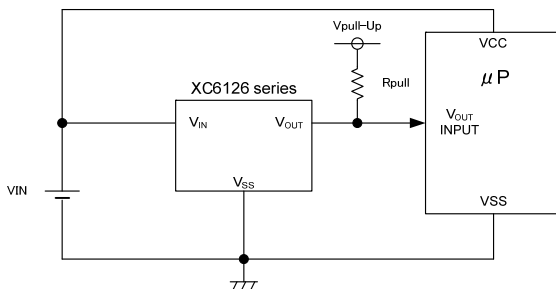 Vpull-Up
VCC
μP
Rpull
XC6126 series
VIN
VOUT
VOUT
INPUT
VSS
VIN
VSS